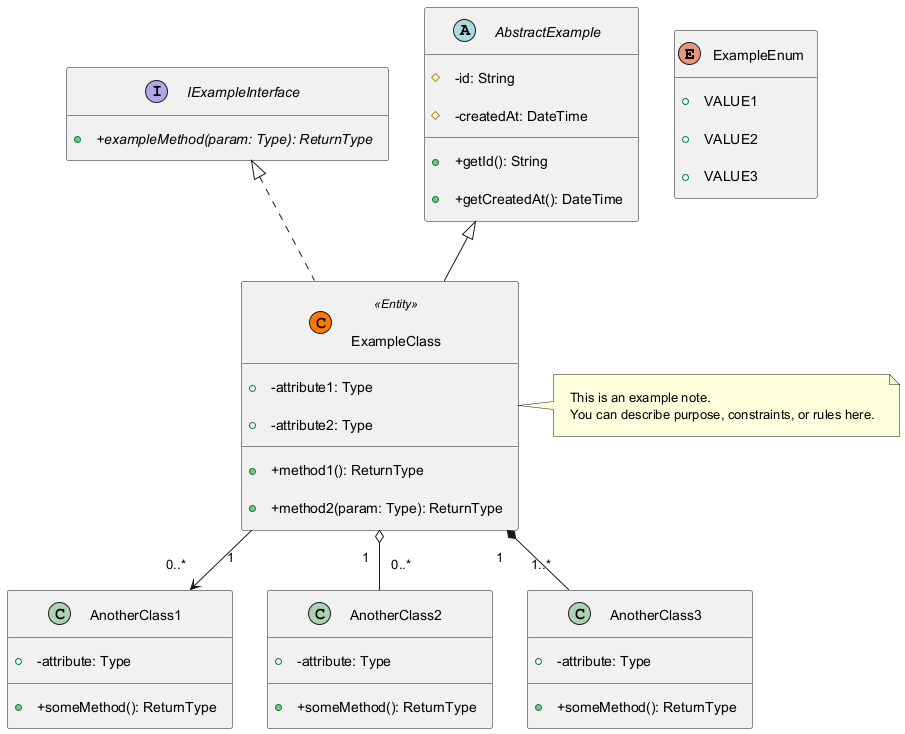 I
IExampleInterface
+exampleMethod(param: Type): ReturnType
A
AbstractExample
-id: String
-createdAt: DateTime
+getId(): String
+getCreatedAt(): DateTime
E
ExampleEnum
VALUE1
VALUE2
VALUE3
«Entity»
C
ExampleClass
-attribute1: Type
-attribute2: Type
+method1(): ReturnType
+method2(param: Type): ReturnType
This is an example note.
You can describe purpose, constraints, or rules here.
0..*
1
1
0..*
1
1..*
C
AnotherClass1
-attribute: Type
+someMethod(): ReturnType
C
AnotherClass2
-attribute: Type
+someMethod(): ReturnType
C
AnotherClass3
-attribute: Type
+someMethod(): ReturnType